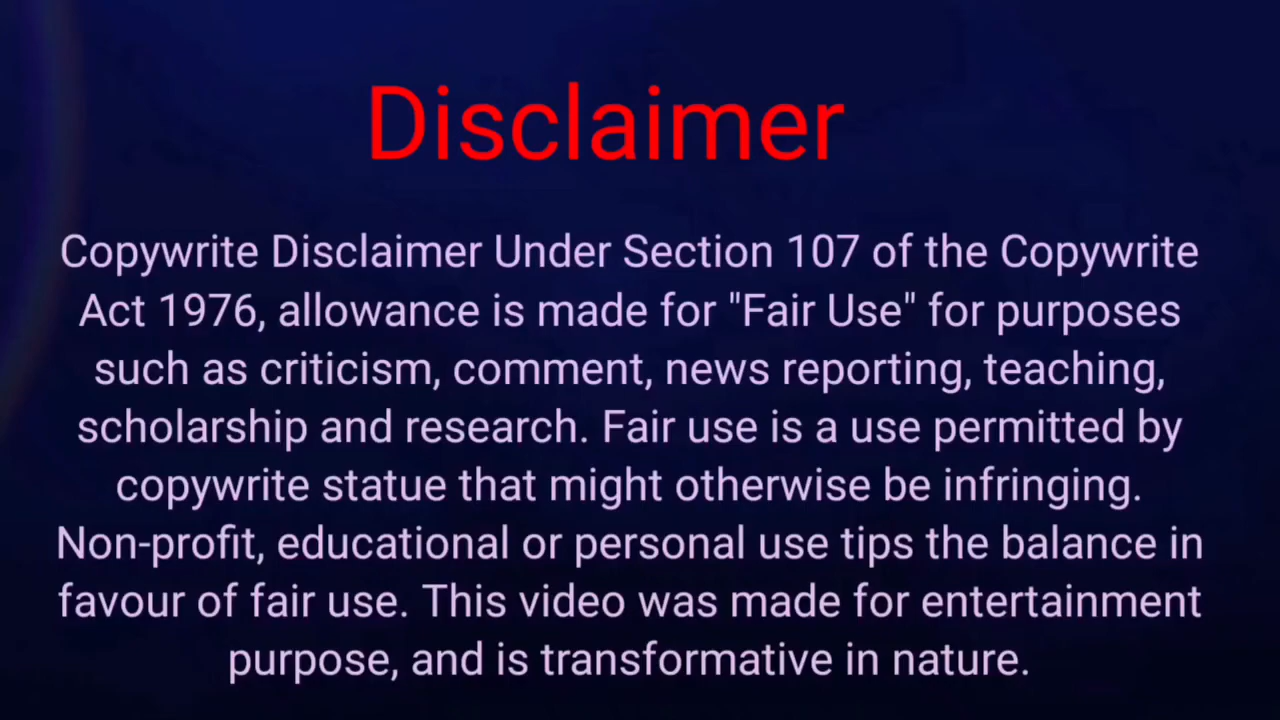 Disclaimer
Copywrite Disclaimer Under Section 107 of the Copywrite
Act 1976, allowance is made for "Fair Use" for purposes
such as criticism, comment, news reporting, teaching,
scholarship and research. Fair use is a use permitted by
copywrite statue that might otherwise be infringing.
Non-profit, educational or personal use tips the balance in
favour of fair use. This video was made for entertainment
purpose, and is transformative in nature.